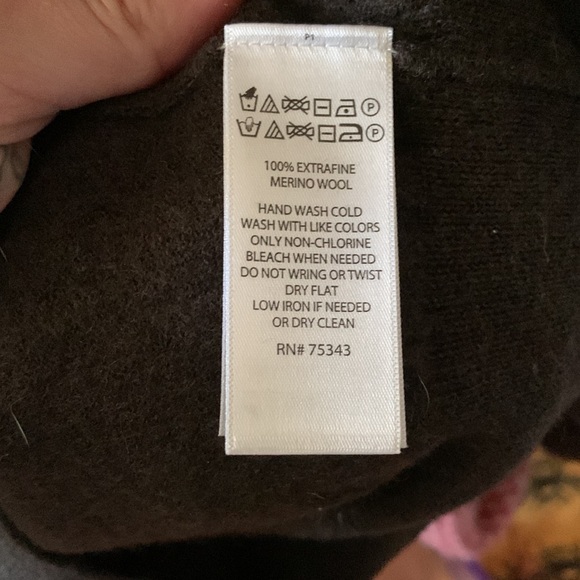 P1
P
P
100% EXTRAFINE
MERINO WOOL
HAND WASH COLD
WASH WITH LIKE COLORS
ONLY NON-CHLORINE
BLEACH WHEN NEEDED
DO NOT WRING OR TWIST
DRY FLAT
LOW IRON IF NEEDED
OR DRY CLEAN
RN# 75343